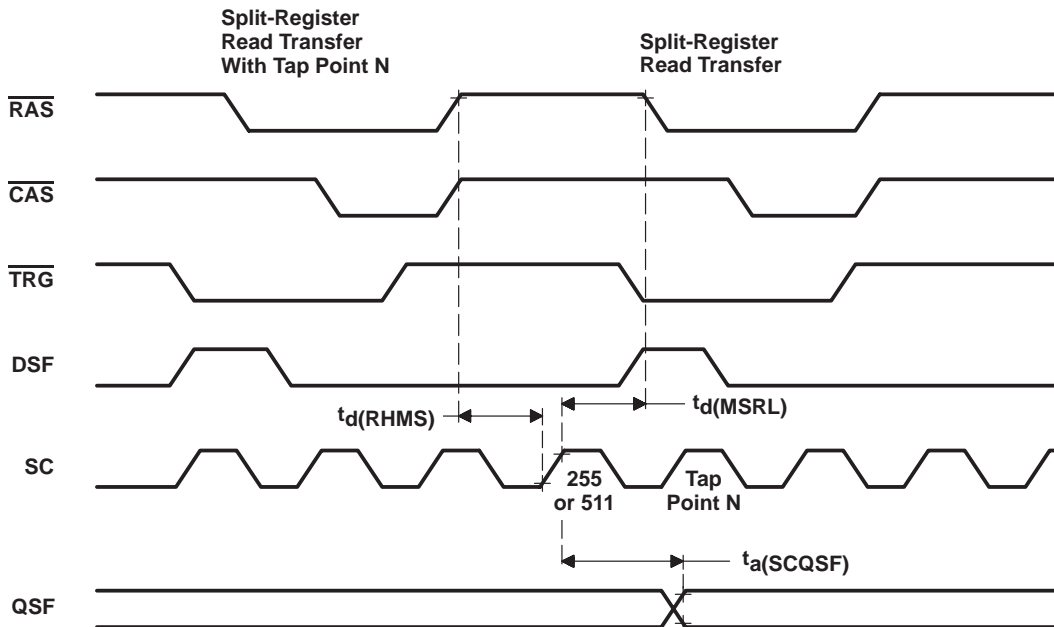 Split-Register
Read Transfer
With Tap Point N
Split-Register
Read Transfer
RAS
CAS
TRG
DSF
td(RHMS)
td(MSRL)
SC
255
or 511
Tap
Point N
ta(SCQSF)
QSF